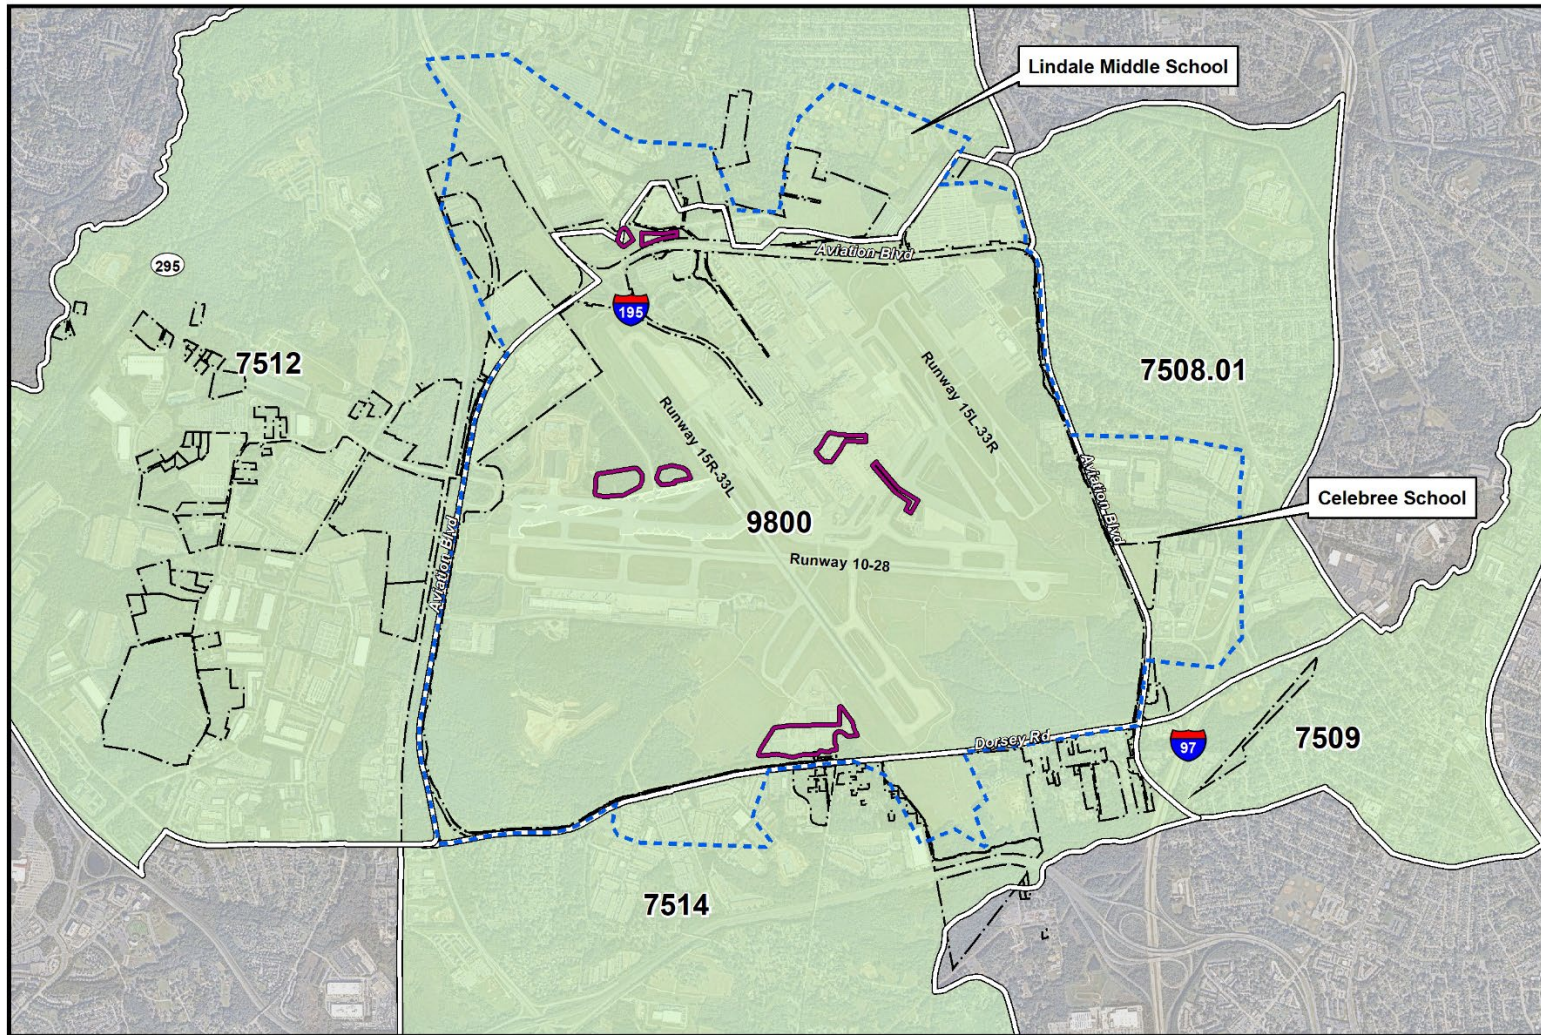 Lindale Middle School
Aviation Blvd
295
195
7512
7508.01
Runway 15L-33R
Runway 15R-33L
Aviation Blvd
Celebree School
9800
Aviation Blvd
Runway 10-28
Dorsey Rd
97
7509
7514